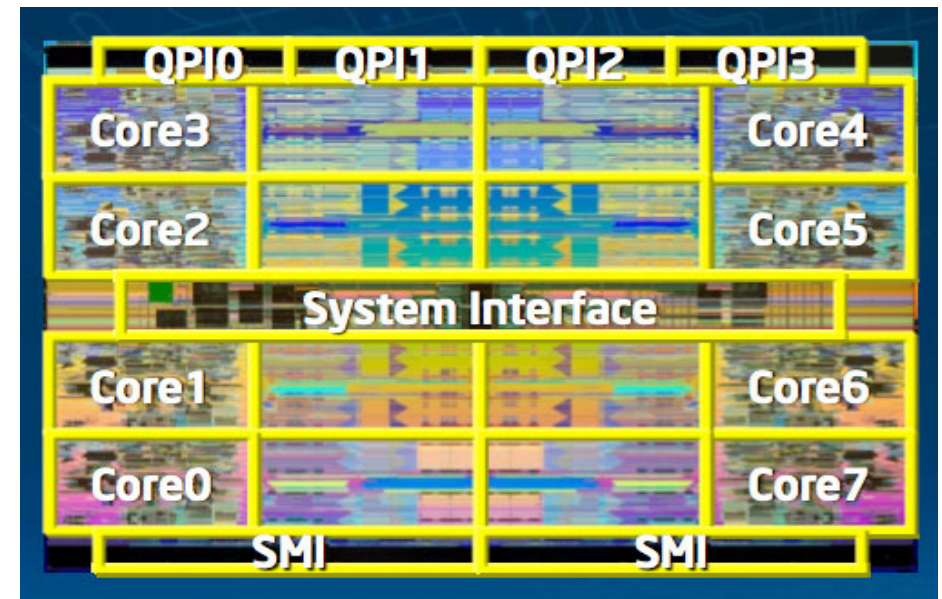 QPI0 QPI1 QPI2 QPI3
Core3 Core4
Core2 Core5
System Interface
Core1 Core6
Core0 Core7
SMI SMI